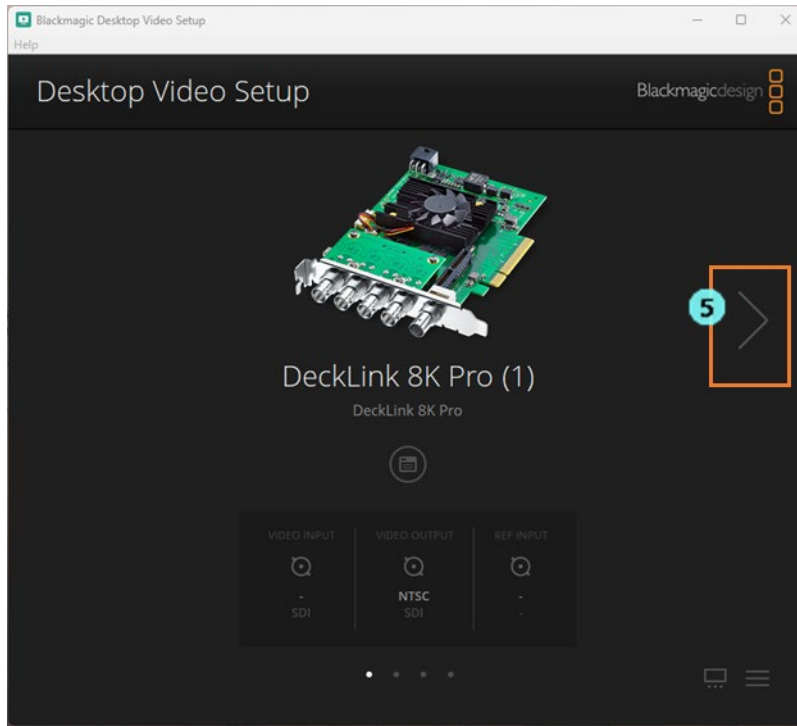 Blackmagic Desktop Video Setup
Help
Desktop Video Setup
Blackmagicdesign
5
DeckLink 8K Pro (1)
DeckLink 8K Pro
VIDEO INPUT VIDEO OUTPUT REF INPUT
- NTSC -
SDI SDI -